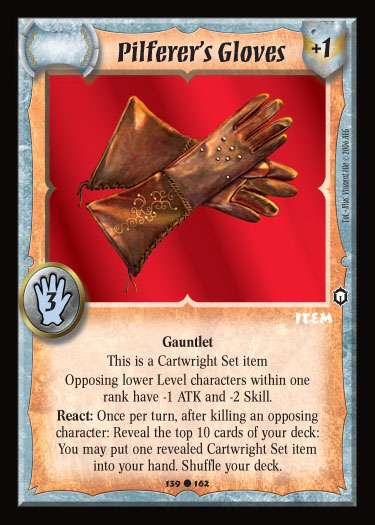 Pilferer's Gloves
+1
3
ITEM
Gauntlet
This is a Cartwright Set item
Opposing lower Level characters within one
rank have -1 ATK and -2 Skill.
React: Once per turn, after killing an opposing
character: Reveal the top 10 cards of your deck:
You may put one revealed Cartwright Set item
into your hand. Shuffle your deck.
139 ● 162